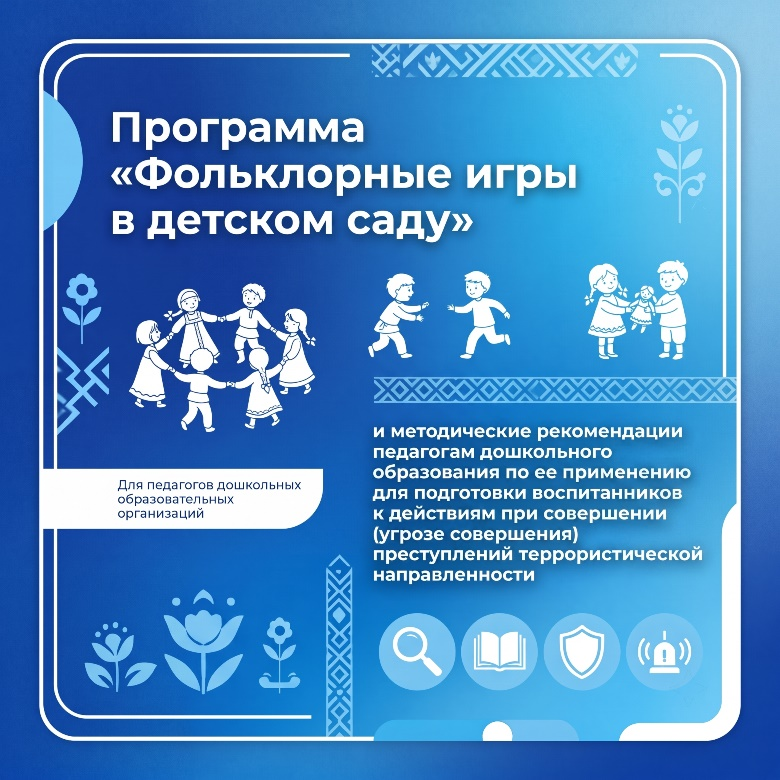 Программа
«Фольклорные игры
в детском саду»
Для педагогов дошкольных
образовательных
организаций
и методические рекомендации
педагогам дошкольного
образования по ее применению
для подготовки воспитанников
к действиям при совершении
(угрозе совершения)
преступлений террористической
направленности